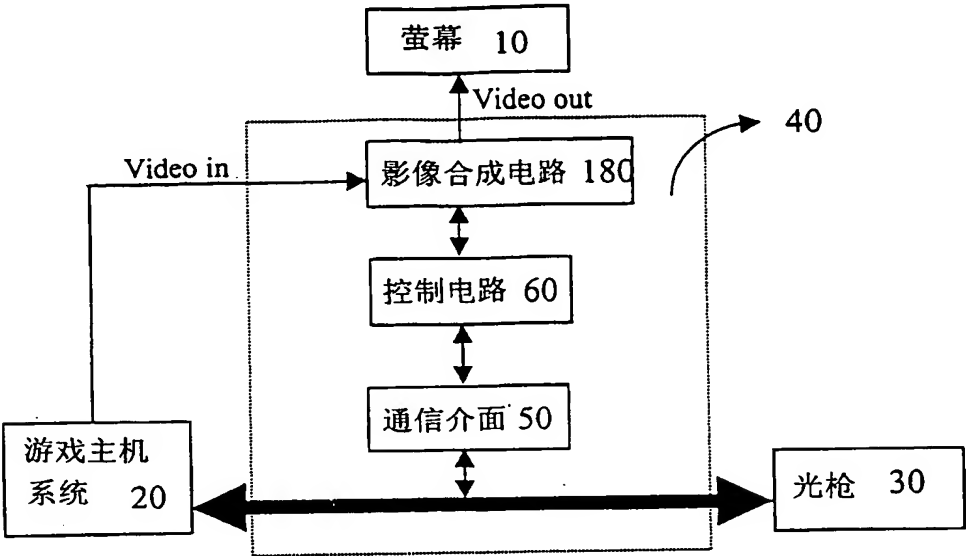 萤幕 10
Video out
40
Video in
影像合成电路 180
控制电路 60
通信介面 50
游戏主机
系统 20
光枪 30